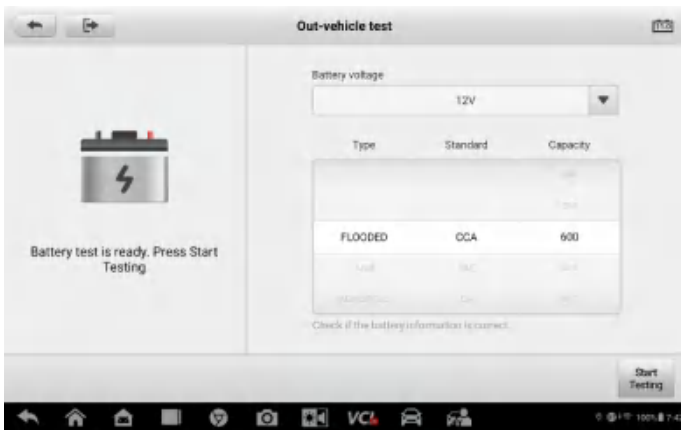 Out-vehicle test
Battery voltage
12V
Type Standard Capacity
FLOODED CCA 600
Battery test is ready. Press Start
Testing
Check if the battery information is correct.
Start
Testing
VCI